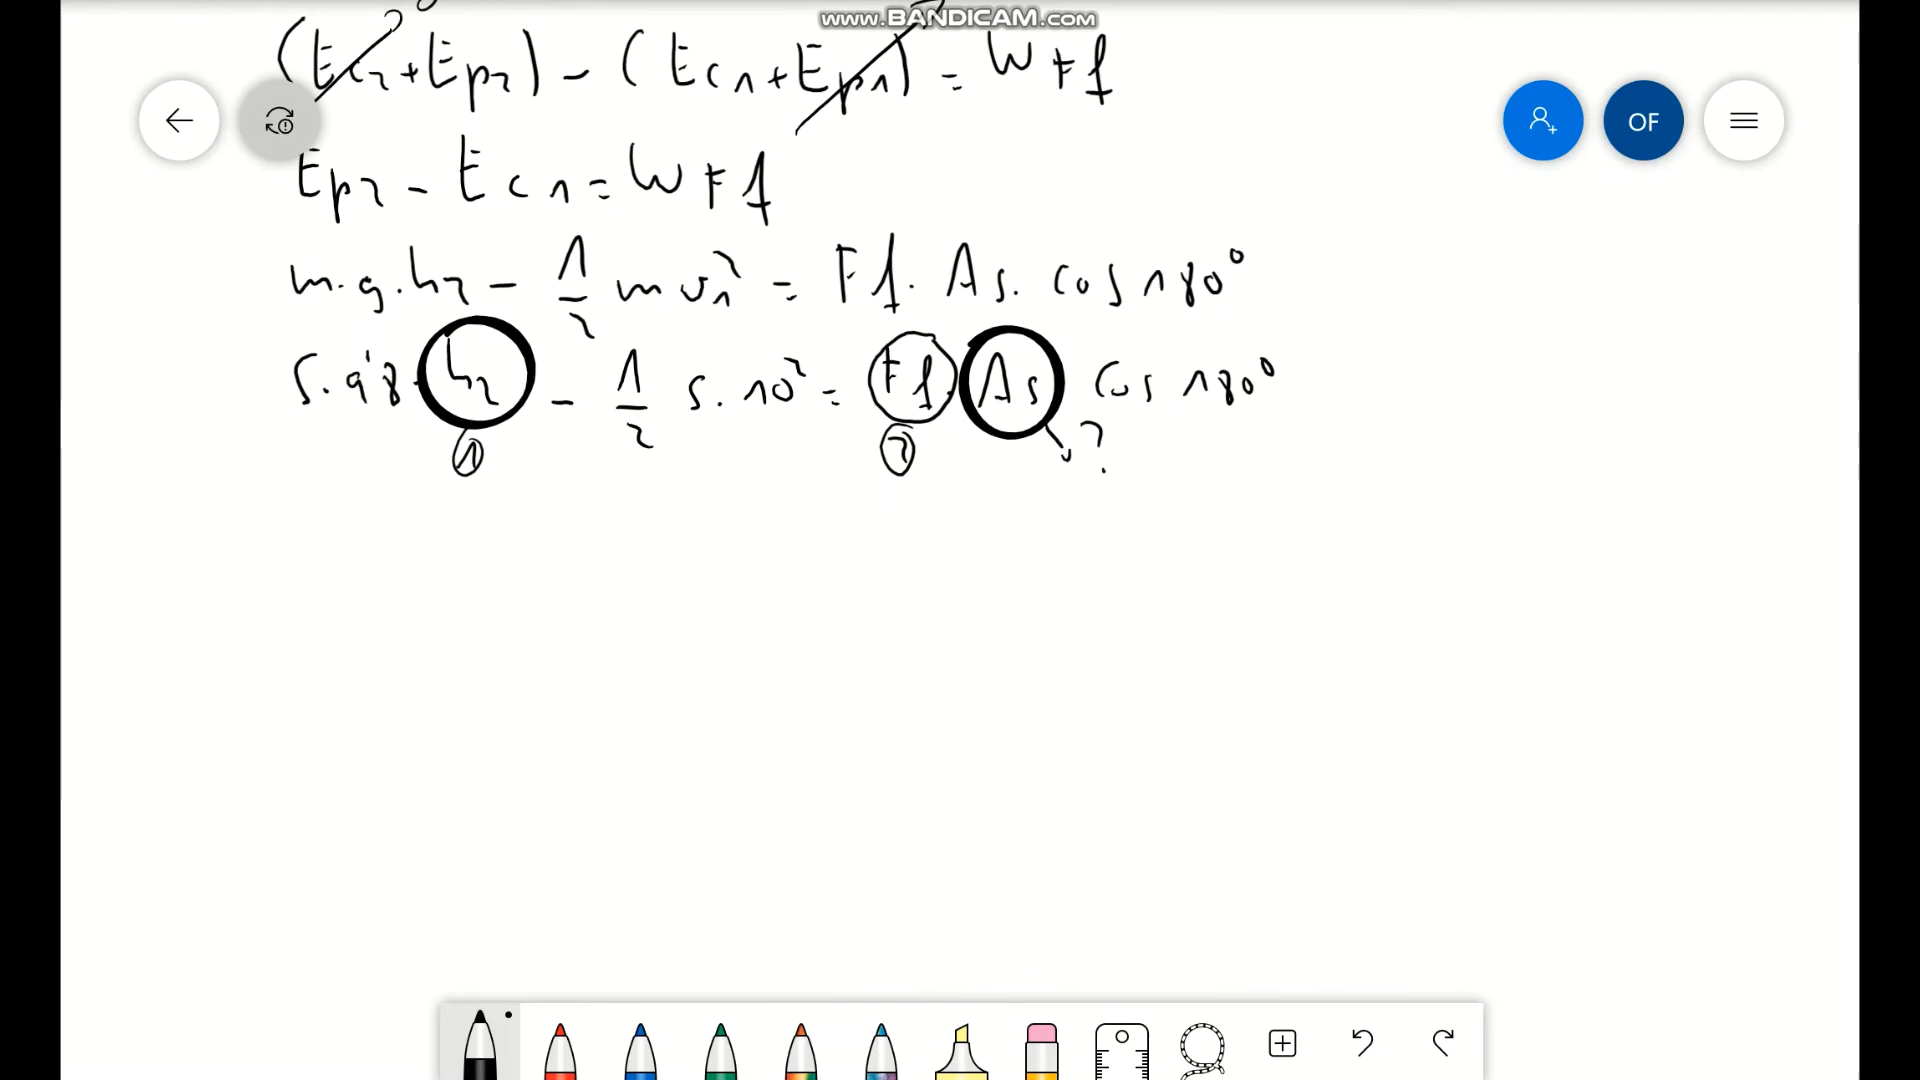 www.BANDICAM.com
(Ec2+Ep2) - (Ec1+Ep1) = WFf
OF
Ep2 - Ec1 = WFf
m.g.h2 - 1/2 m v1² = Ff. Δs. cos 180°
5. 9'8. h2 - 1/2 5. 10² = Ff. Δs cos 180°
1 2 ?